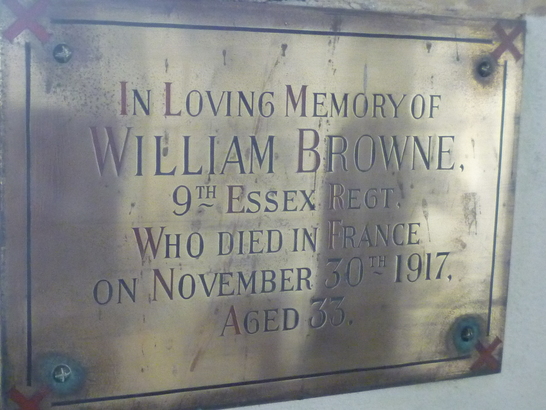 IN LOVING MEMORY OF
WILLIAM BROWNE,
9TH ESSEX REGT.
WHO DIED IN FRANCE
ON NOVEMBER 30TH 1917,
AGED 33.